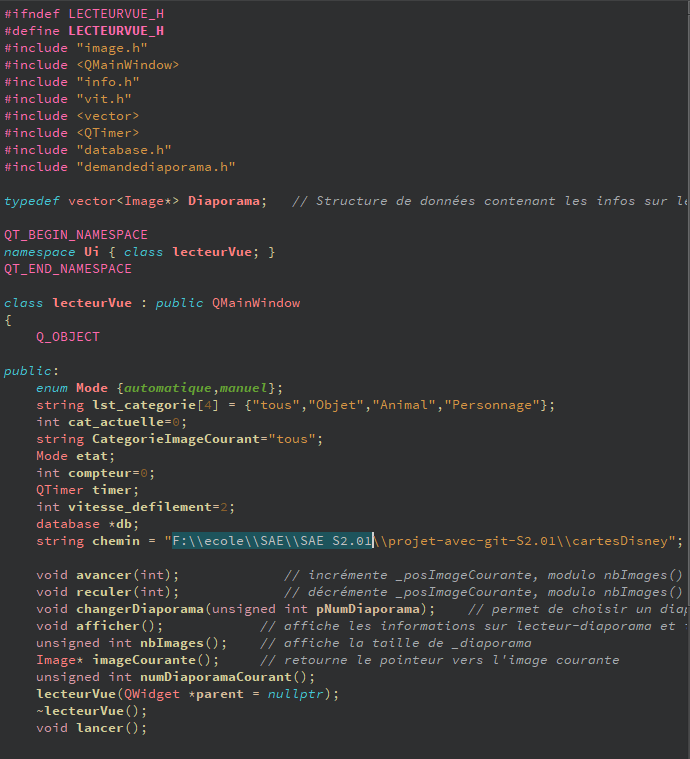 #ifndef LECTEURVUE_H
#define LECTEURVUE_H
#include "image.h"
#include <QMainWindow>
#include "info.h"
#include "vit.h"
#include <vector>
#include <QTimer>
#include "database.h"
#include "demandediaporama.h"
typedef vector<Image*> Diaporama;   // Structure de données contenant les infos sur
QT_BEGIN_NAMESPACE
namespace Ui { class lecteurVue; }
QT_END_NAMESPACE
class lecteurVue : public QMainWindow
{
    Q_OBJECT
public:
    enum Mode {automatique,manuel};
    string lst_categorie[4] = {"tous","Objet","Animal","Personnage"};
    int cat_actuelle=0;
    string CategorieImageCourant="tous";
    Mode etat;
    int compteur=0;
    QTimer timer;
    int vitesse_defilement=2;
    database *db;
    string chemin = "F:\\ecole\\SAE\\SAE S2.01\\projet-avec-git-S2.01\\cartesDisney";
    void avancer(int);             // incrémente _posImageCourante, modulo nbImages()
    void reculer(int);             // décrémente _posImageCourante, modulo nbImages()
    void changerDiaporama(unsigned int pNumDiaporama);    // permet de choisir un
    void afficher();            // affiche les informations sur lecteur-diaporama et
    unsigned int nbImages();    // affiche la taille de _diaporama
    Image* imageCourante();     // retourne le pointeur vers l'image courante
    unsigned int numDiaporamaCourant();
    lecteurVue(QWidget *parent = nullptr);
    ~lecteurVue();
    void lancer();